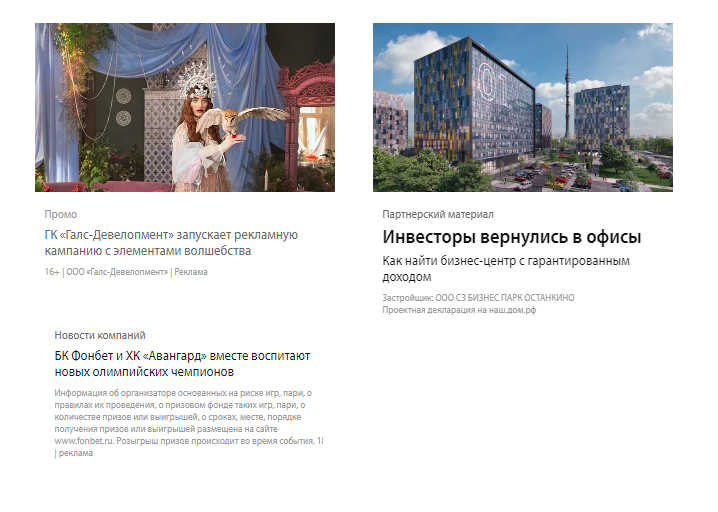 Промо
ГК «Галс-Девелопмент» запускает рекламную
кампанию с элементами волшебства
16+ | ООО «Галс-Девелопмент» | Реклама
Партнерский материал
Инвесторы вернулись в офисы
Как найти бизнес-центр с гарантированным
доходом
Застройщик: ООО СЗ БИЗНЕС ПАРК ОСТАНКИНО
Проектная декларация на наш.дом.рф
Новости компаний
БК Фонбет и ХК «Авангард» вместе воспитают
новых олимпийских чемпионов
Информация об организаторе основанных на риске игр, пари, о
правилах их проведения, о призовом фонде таких игр, пари, о
количестве призов или выигрышей, о сроках, месте, порядке
получения призов или выигрышей размещена на сайте
www.fonbet.ru. Розыгрыш призов происходит во время события.
| реклама